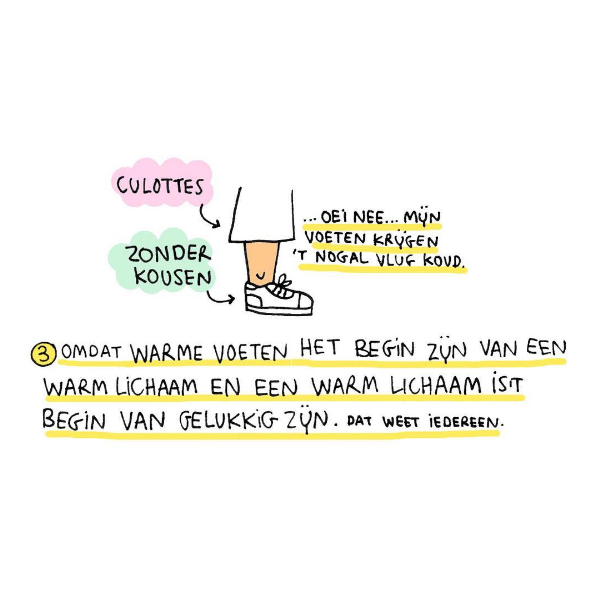 CULOTTES
ZONDER
KOUSEN
... OEI NEE... MIJN
VOETEN KRIJGEN
'T NOGAL VLUG KOUD.
3 OMDAT WARME VOETEN HET BEGIN ZIJN VAN EEN
WARM LICHAAM EN EEN WARM LICHAAM IS'T
BEGIN VAN GELUKKIG ZIJN. DAT WEET IEDEREEN.